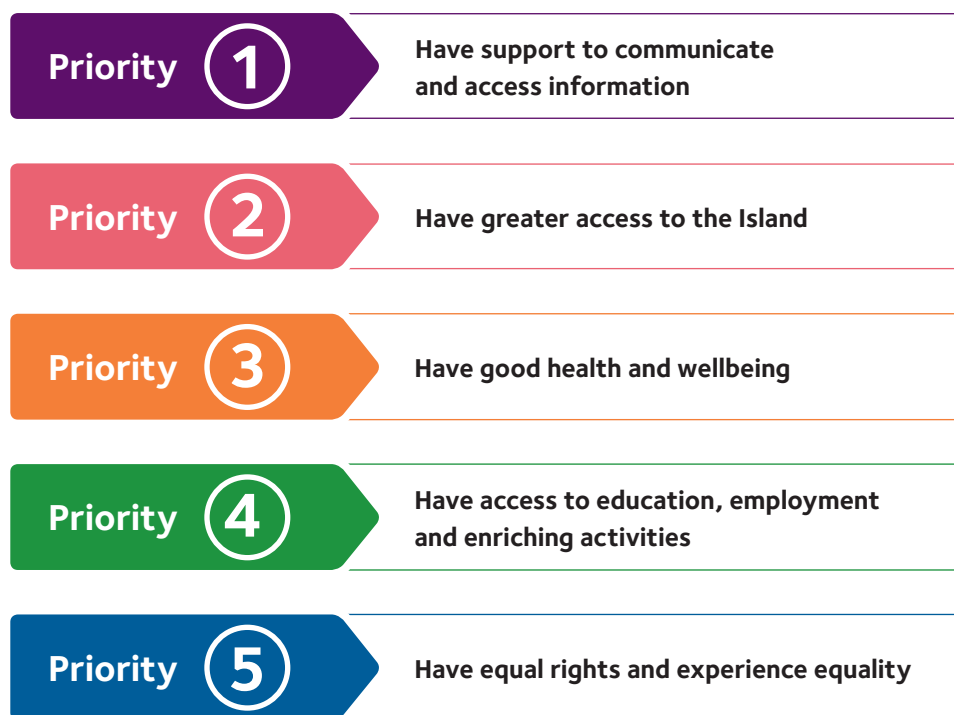 Priority 1
Have support to communicate
and access information
Priority 2
Have greater access to the Island
Priority 3
Have good health and wellbeing
Priority 4
Have access to education, employment
and enriching activities
Priority 5
Have equal rights and experience equality